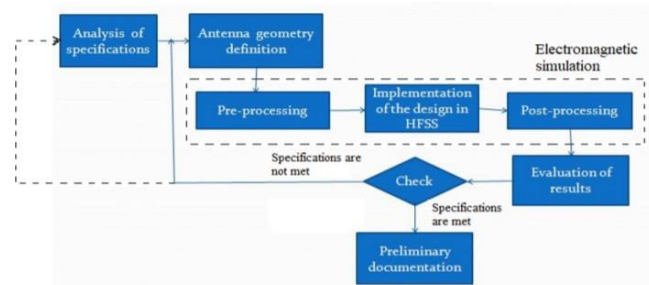 Analysis of
specifications
Antenna geometry
definition
Electromagnetic
simulation
Pre-processing
Implementation
of the design in
HFSS
Post-processing
Specifications are
not met
Check
Evaluation of
results
Specifications
are met
Preliminary
documentation